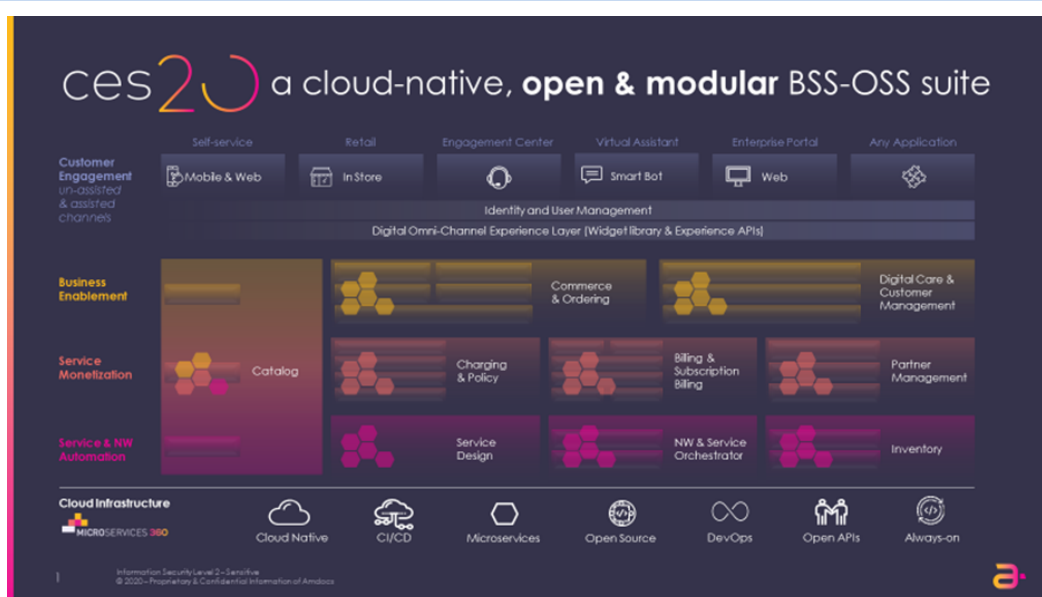 ces20 a cloud-native, open & modular BSS-OSS suite
Self-service
Retail
Engagement Center
Virtual Assistant
Enterprise Portal
Any Application
Customer
Engagement
un-assisted
& assisted
channels
Mobile & Web
In Store
Smart Bot
Web
Identity and User Management
Digital Omni-Channel Experience Layer (Widget library & Experience APIs)
Business
Enablement
Commerce
& Ordering
Digital Care &
Customer
Management
Service
Monetization
Catalog
Charging
& Policy
Billing &
Subscription
Billing
Partner
Management
Service & NW
Automation
Service
Design
NW & Service
Orchestrator
Inventory
Cloud Infrastructure
MICROSERVICES 360
Cloud Native
CI/CD
Microservices
Open Source
DevOps
Open APIs
Always-on
Information Security Level 2 – Sensitive
© 2020 – Proprietary & Confidential Information of Amdocs
a